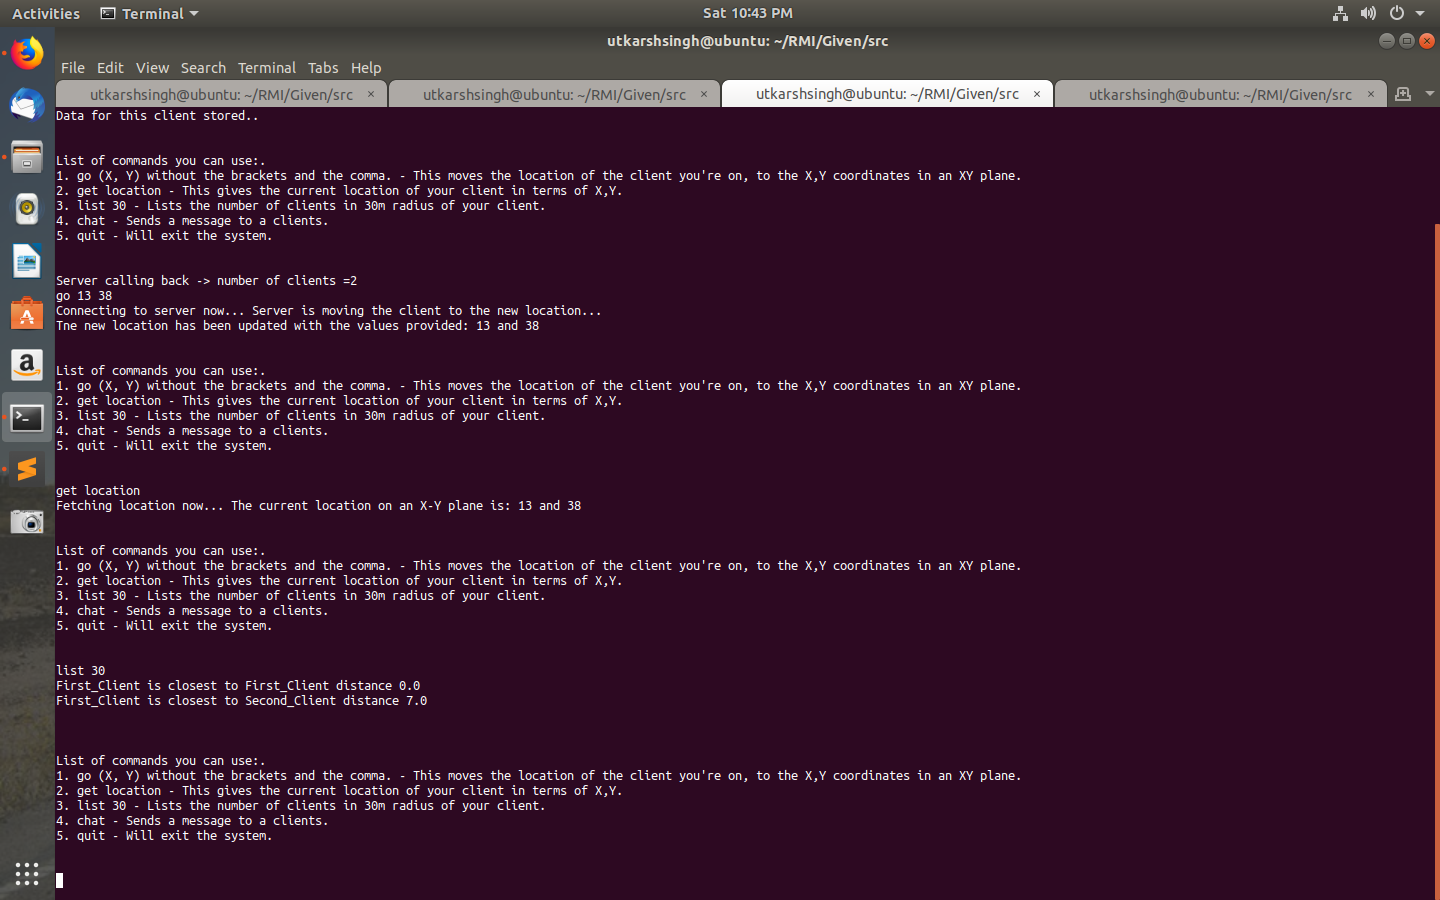 Activities Terminal Sat 10:43 PM
utkarshsingh@ubuntu: ~/RMI/Given/src
File Edit View Search Terminal Tabs Help
utkarshsingh@ubuntu: ~/RMI/Given/src × utkarshsingh@ubuntu: ~/RMI/Given/src × utkarshsingh@ubuntu: ~/RMI/Given/src × utkarshsingh@ubuntu: ~/RMI/Given/src ×
Data for this client stored..
List of commands you can use:.
1. go (X, Y) without the brackets and the comma. - This moves the location of the client you're on, to the X,Y coordinates in an XY plane.
2. get location - This gives the current location of your client in terms of X,Y.
3. list 30 - Lists the number of clients in 30m radius of your client.
4. chat - Sends a message to a clients.
5. quit - Will exit the system.
Server calling back -> number of clients =2
go 13 38
Connecting to server now... Server is moving the client to the new location...
Tne new location has been updated with the values provided: 13 and 38
List of commands you can use:.
1. go (X, Y) without the brackets and the comma. - This moves the location of the client you're on, to the X,Y coordinates in an XY plane.
2. get location - This gives the current location of your client in terms of X,Y.
3. list 30 - Lists the number of clients in 30m radius of your client.
4. chat - Sends a message to a clients.
5. quit - Will exit the system.
get location
Fetching location now... The current location on an X-Y plane is: 13 and 38
List of commands you can use:.
1. go (X, Y) without the brackets and the comma. - This moves the location of the client you're on, to the X,Y coordinates in an XY plane.
2. get location - This gives the current location of your client in terms of X,Y.
3. list 30 - Lists the number of clients in 30m radius of your client.
4. chat - Sends a message to a clients.
5. quit - Will exit the system.
list 30
First_Client is closest to First_Client distance 0.0
First_Client is closest to Second_Client distance 7.0
List of commands you can use:.
1. go (X, Y) without the brackets and the comma. - This moves the location of the client you're on, to the X,Y coordinates in an XY plane.
2. get location - This gives the current location of your client in terms of X,Y.
3. list 30 - Lists the number of clients in 30m radius of your client.
4. chat - Sends a message to a clients.
5. quit - Will exit the system.